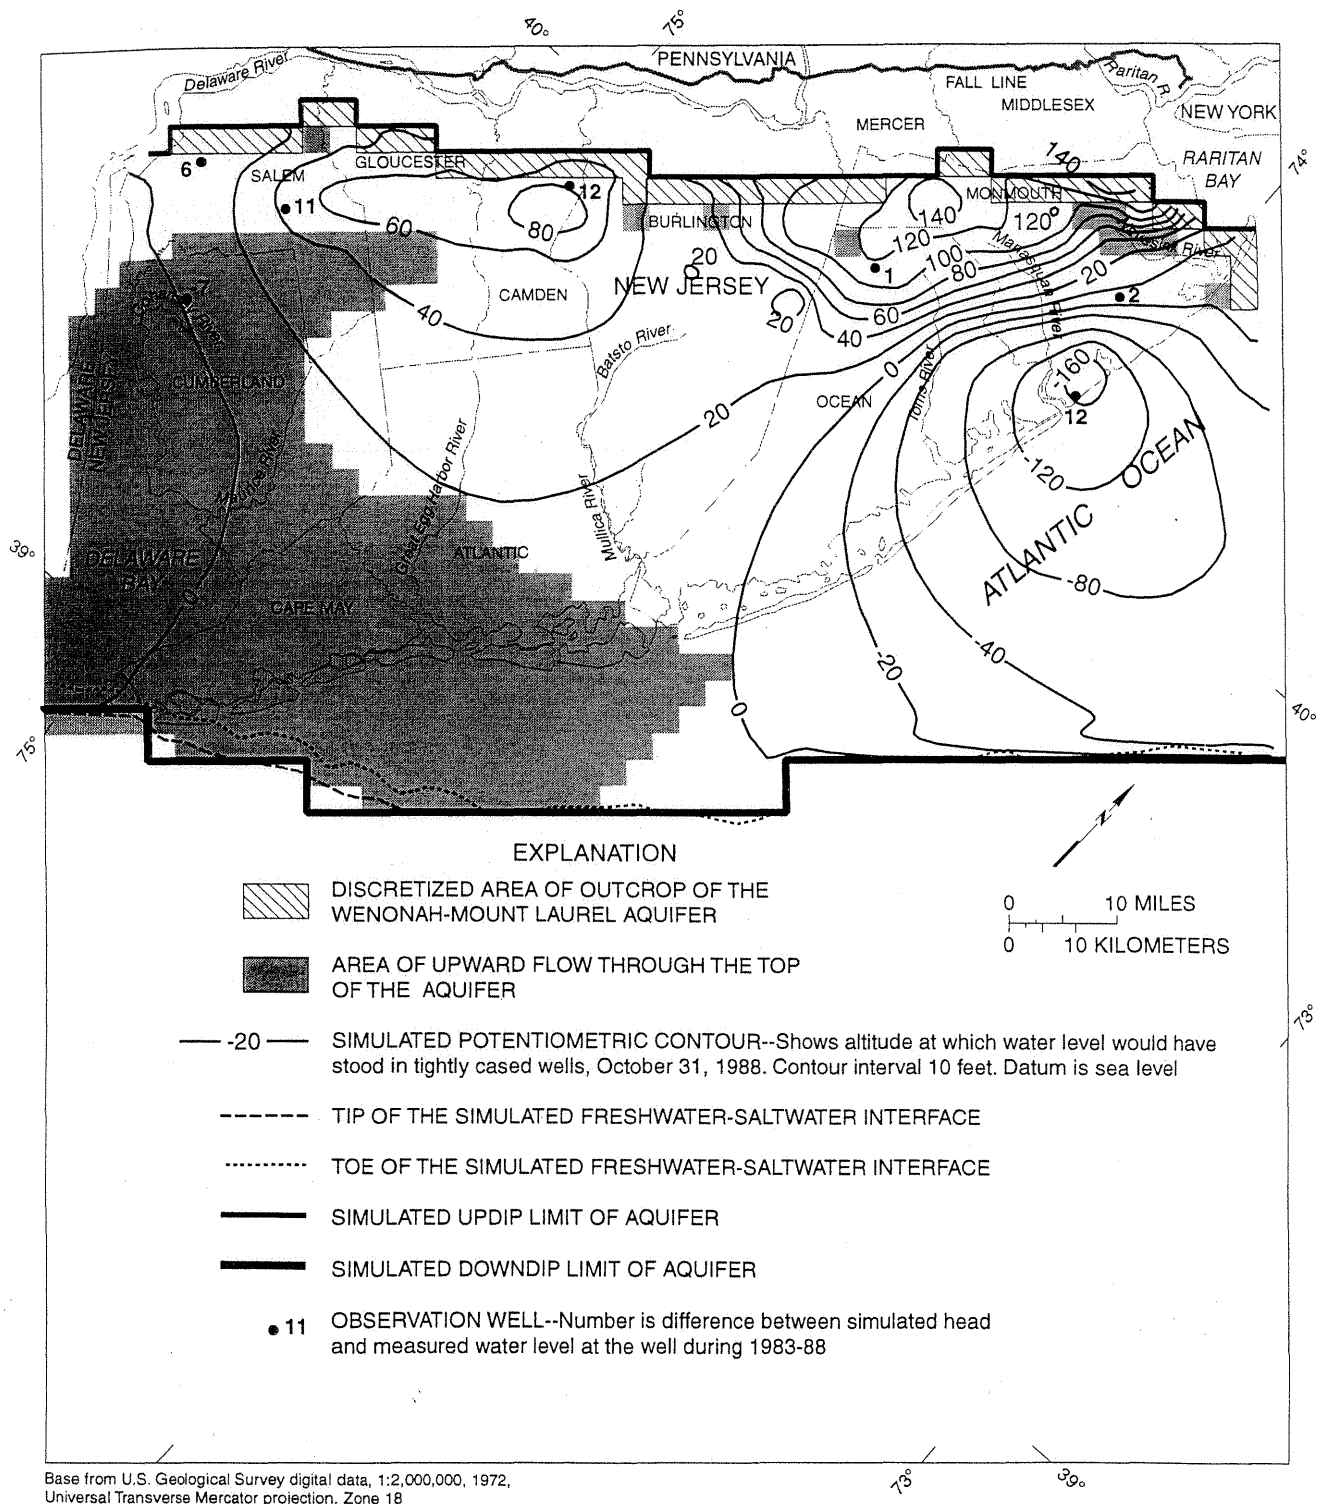 40°
75°
PENNSYLVANIA
Delaware River
FALL LINE
Raritan R.
MIDDLESEX
NEW YORK
MERCER
RARITAN
BAY
74°
140
GLOUCESTER
6
SALEM
MONMOUTH
12
11
140
120°
60
80
BURLINGTON
120
100
80
20
1
20
Manasquan River
NEW JERSEY
CAMDEN
-7
2
40
20
60
40
Batsto River
0
-160
CUMBERLAND
DELAWARE
NEW JERSEY
OCEAN
Toms River
12
20
Great Egg Harbor River
Maurice River
-120
ATLANTIC OCEAN
Mullica River
39°
DELAWARE
BAY
ATLANTIC
-80
0
CAPE MAY
-40
-20
0
40°
75°
N
EXPLANATION
DISCRETIZED AREA OF OUTCROP OF THE
WENONAH-MOUNT LAUREL AQUIFER
0 10 MILES
0 10 KILOMETERS
AREA OF UPWARD FLOW THROUGH THE TOP
OF THE AQUIFER
73°
-20 SIMULATED POTENTIOMETRIC CONTOUR--Shows altitude at which water level would have
stood in tightly cased wells, October 31, 1988. Contour interval 10 feet. Datum is sea level
TIP OF THE SIMULATED FRESHWATER-SALTWATER INTERFACE
TOE OF THE SIMULATED FRESHWATER-SALTWATER INTERFACE
SIMULATED UPDIP LIMIT OF AQUIFER
SIMULATED DOWNDIP LIMIT OF AQUIFER
11 OBSERVATION WELL--Number is difference between simulated head
and measured water level at the well during 1983-88
73°
39°
Base from U.S. Geological Survey digital data, 1:2,000,000, 1972,
Universal Transverse Mercator projection, Zone 18